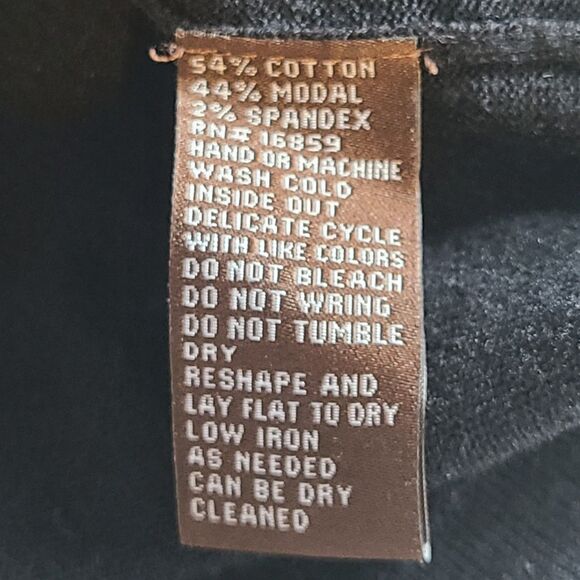 54% COTTON
44% MODAL
2% SPANDEX
RN# 16859
HAND OR MACHINE
WASH COLD
INSIDE OUT
DELICATE CYCLE
WITH LIKE COLORS
DO NOT BLEACH
DO NOT WRING
DO NOT TUMBLE
DRY
RESHAPE AND
LAY FLAT TO DRY
LOW IRON
AS NEEDED
CAN BE DRY
CLEANED